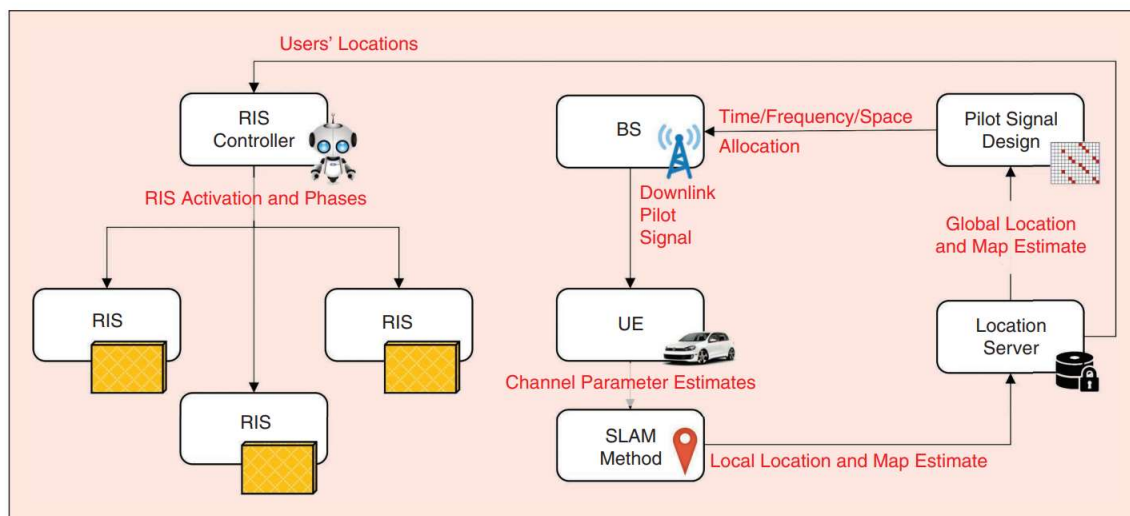 Users’ Locations
RIS
Controller
RIS Activation and Phases
RIS
RIS
RIS
BS
Time/Frequency/Space
Allocation
Pilot Signal
Design
Downlink
Pilot
Signal
Global Location
and Map Estimate
UE
Location
Server
Channel Parameter Estimates
SLAM
Method
Local Location and Map Estimate